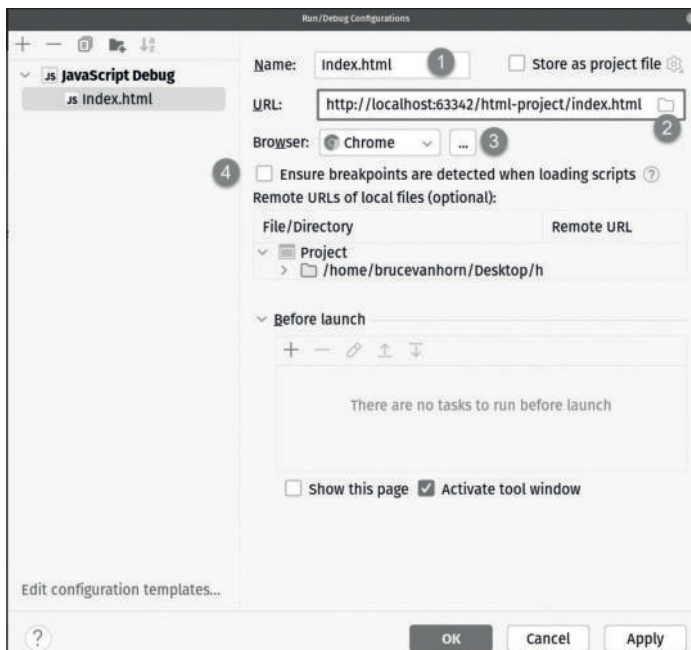 Run/Debug Configurations
JS JavaScript Debug
JS Index.html
Name: Index.html 1 Store as project file
URL: http://localhost:63342/html-project/index.html
2
Browser: Chrome ... 3
4 Ensure breakpoints are detected when loading scripts ?
Remote URLs of local files (optional):
File/Directory Remote URL
Project
/home/brucevanhorn/Desktop/h
Before launch
There are no tasks to run before launch
Show this page Activate tool window
Edit configuration templates...
? OK Cancel Apply